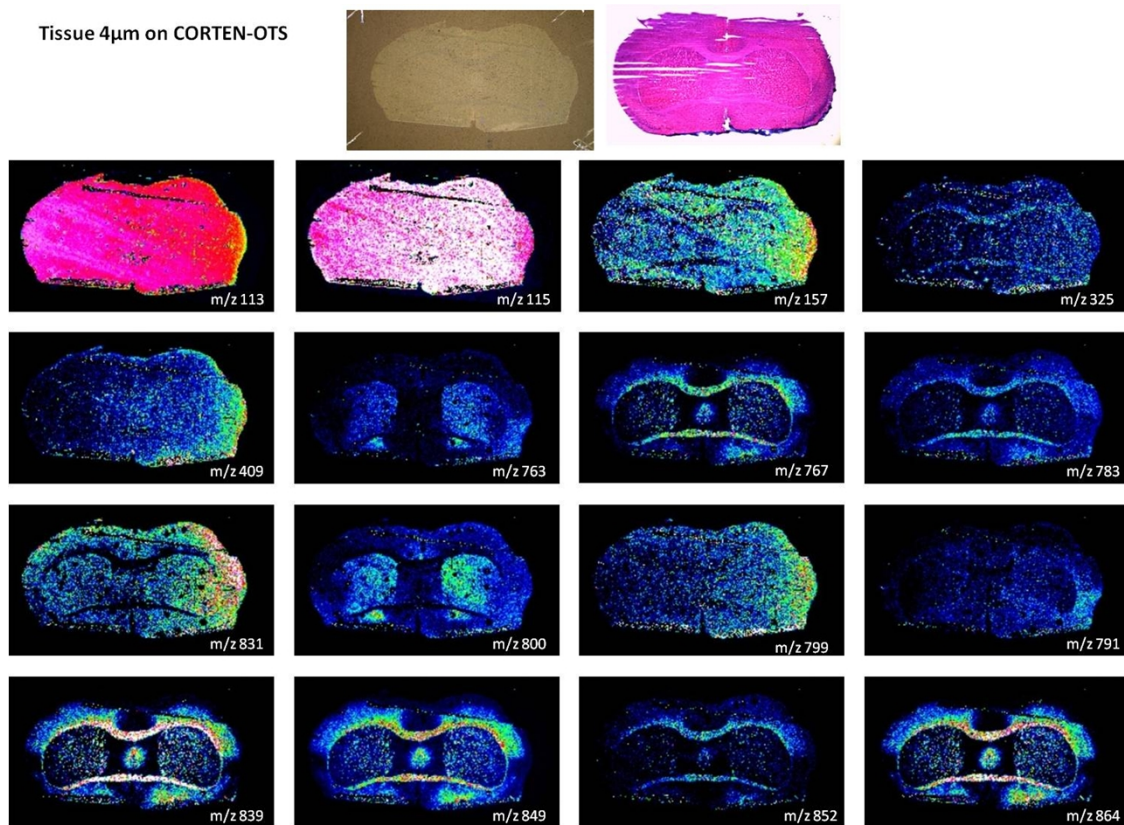 Tissue 4µm on CORTEN-OTS
m/z 113
m/z 115
m/z 157
m/z 325
m/z 409
m/z 763
m/z 767
m/z 783
m/z 831
m/z 800
m/z 799
m/z 791
m/z 839
m/z 849
m/z 852
m/z 864